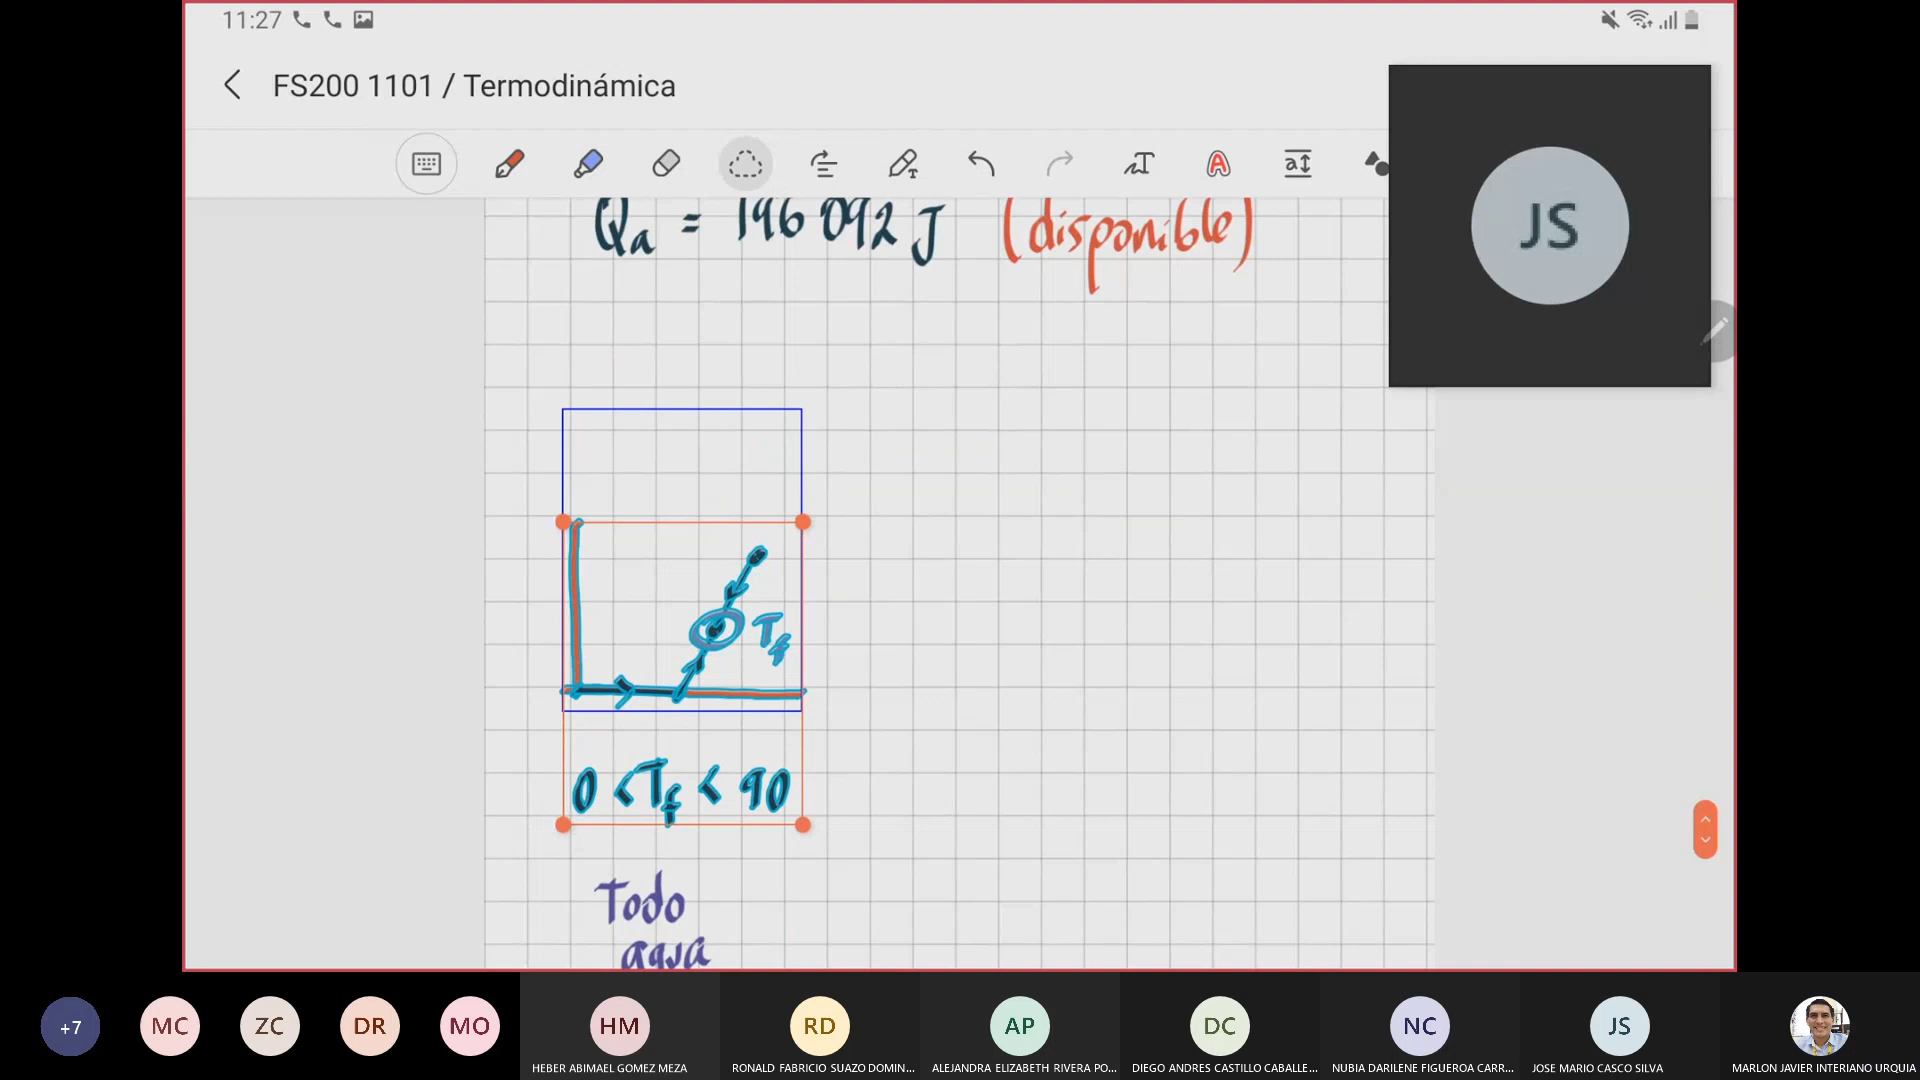 11:27
FS200 1101 / Termodinámica
Qa = 196 092 J (disponible)
JS
Tf
0 < Tf < 90
Todo
agua
+7
MC
ZC
DR
MO
HM
RD
AP
DC
NC
JS
HEBER ABIMAEL GOMEZ MEZA
RONALD FABRICIO SUAZO DOMIN...
ALEJANDRA ELIZABETH RIVERA PO...
DIEGO ANDRES CASTILLO CABALLE...
NUBIA DARILENE FIGUEROA CARR...
JOSE MARIO CASCO SILVA
MARLON JAVIER INTERIANO URQUIA